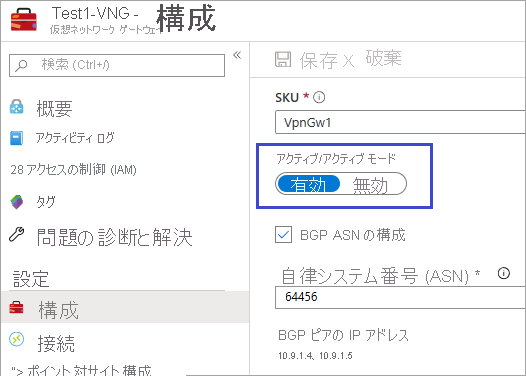 Test1-VNG - 構成
仮想ネットワーク ゲートウェイ
検索 (Ctrl+/)
概要
アクティビティ ログ
28 アクセスの制御 (IAM)
タグ
問題の診断と解決
設定
構成
接続
"> ポイント対サイト構成
保存 X 破棄
SKU *
VpnGw1
アクティブ/アクティブ モード
有効 無効
BGP ASN の構成
自律システム番号 (ASN) *
64456
BGP ピアの IP アドレス
10.9.1.4, 10.9.1.5